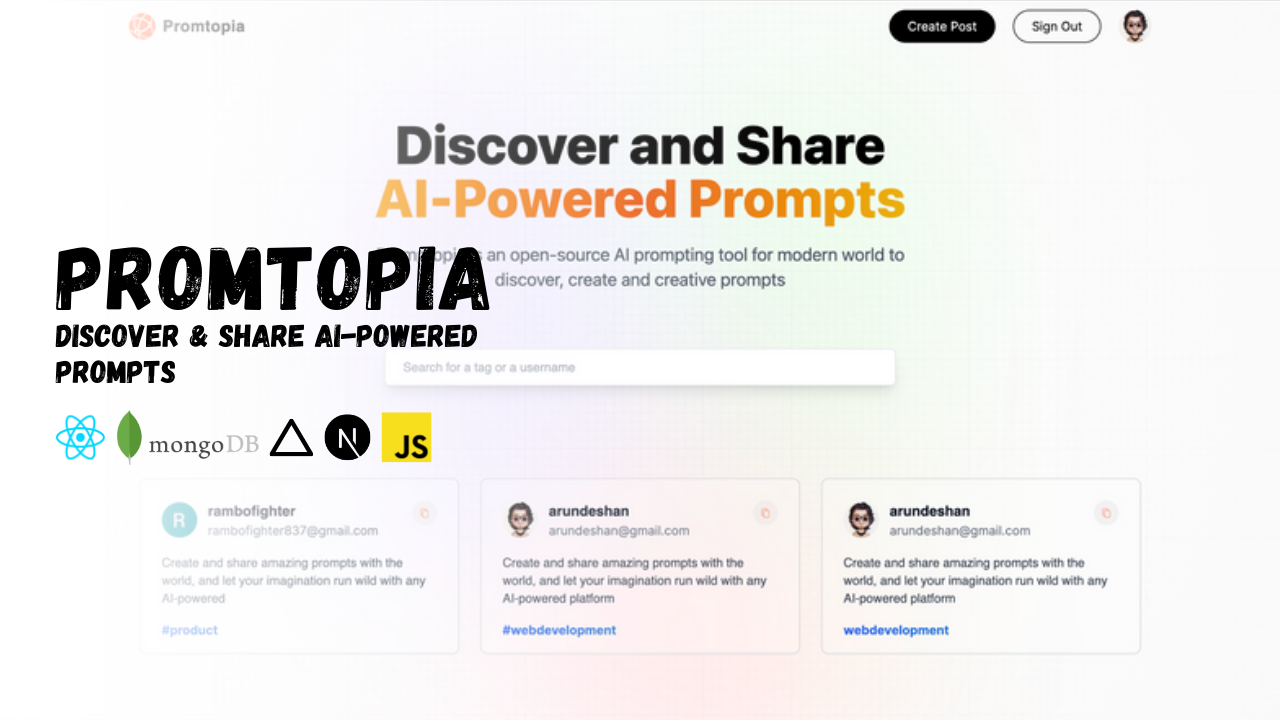 Promtopia
Create Post
Sign Out
Discover and Share
AI-Powered Prompts
an open-source AI prompting tool for modern world to
discover, create and creative prompts
PROMTOPIA
DISCOVER & SHARE AI-POWERED
PROMPTS
Search for a tag or a username
mongoDB
N
JS
R
rambofighter
rambofighter837@gmail.com
Create and share amazing prompts with the
world, and let your imagination run wild with any
AI-powered
#product
arundeshan
arundeshan@gmail.com
Create and share amazing prompts with the
world, and let your imagination run wild with any
AI-powered platform
#webdevelopment
arundeshan
arundeshan@gmail.com
Create and share amazing prompts with the
world, and let your imagination run wild with any
AI-powered platform
webdevelopment